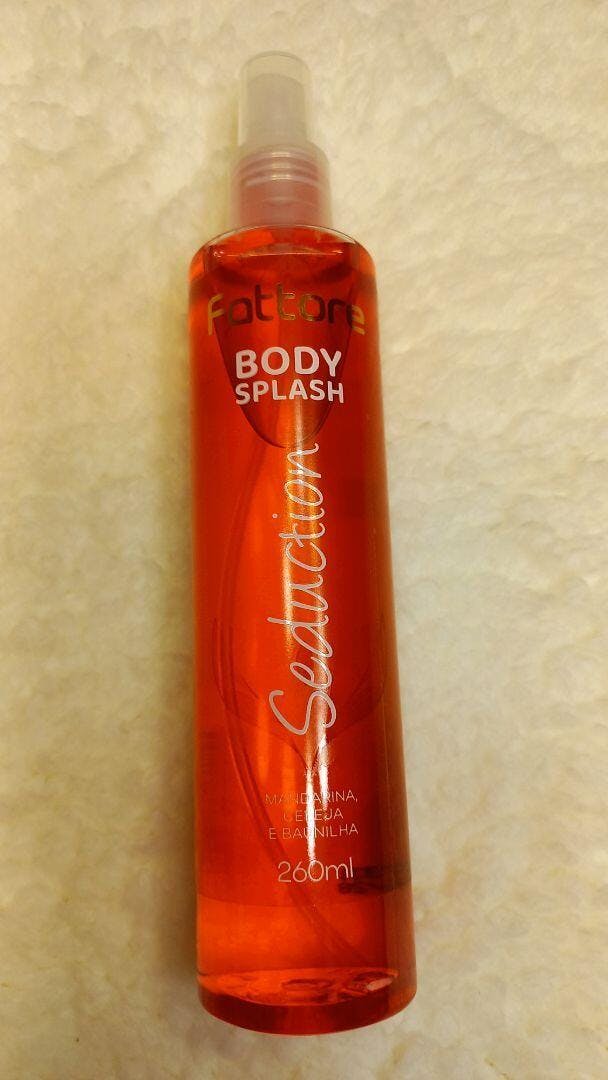 Fattore
BODY
SPLASH
Seduction
MANDARINA,
CEREJA
E BAUNILHA
260ml